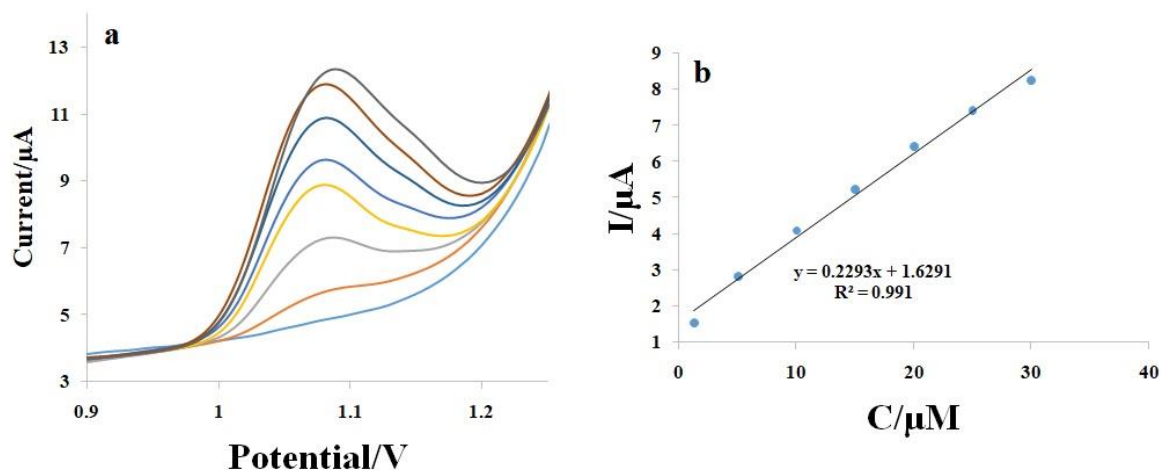 a
13
11
9
7
5
3
Current/µA
0.9 1 1.1 1.2
Potential/V
b
9
8
7
6
5
4
3
2
1
I/µA
y = 0.2293x + 1.6291
R² = 0.991
0 10 20 30 40
C/µM